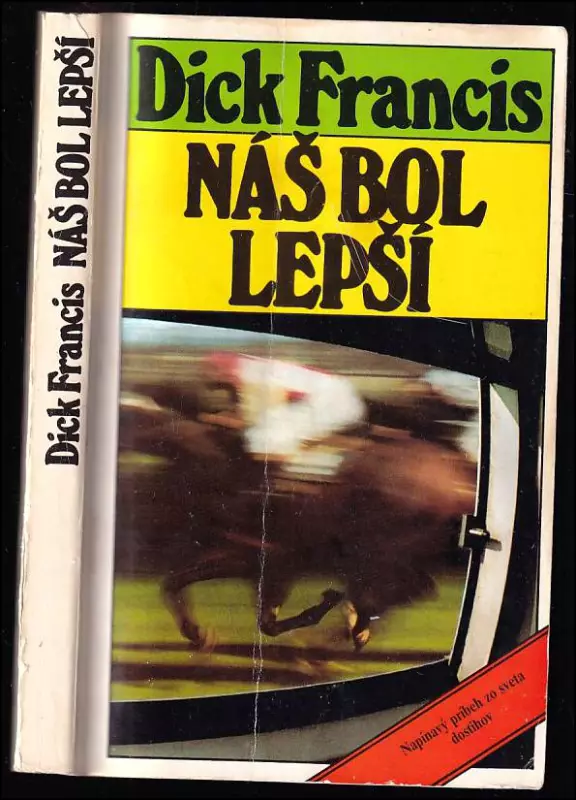 Dick Francis
NÁŠ BOL
LEPŠÍ
Dick Francis NÁŠ BOL LEPŠÍ
Napínavý príbeh zo sveta
dostihov